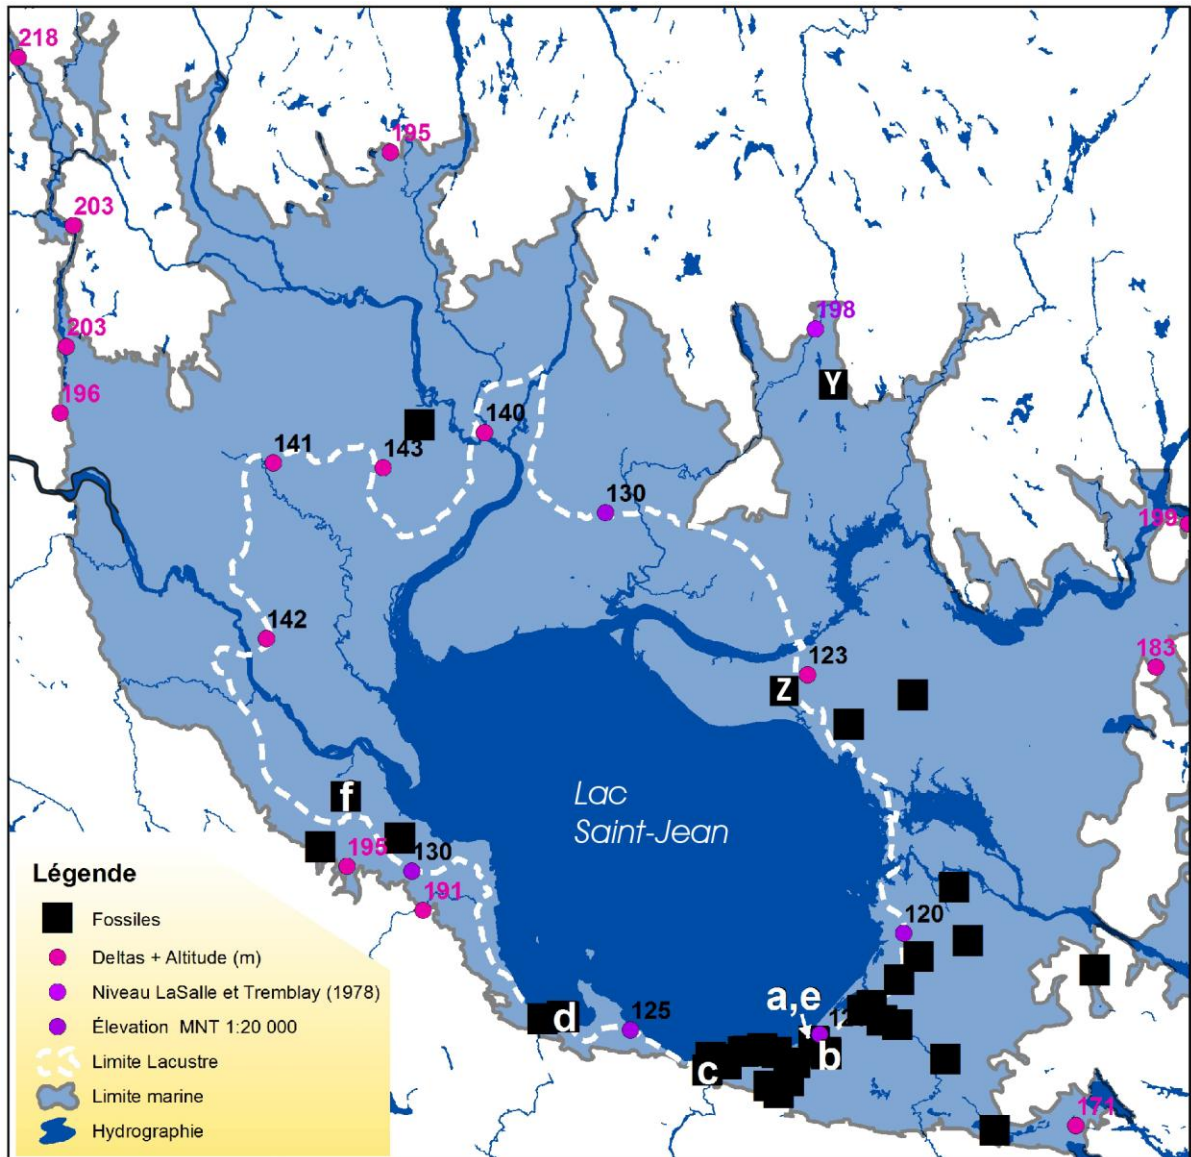 218
195
203
198
203
Y
196
140
141
143
130
199
142
123
183
Z
f
Lac
Saint-Jean
195
130
191
120
Légende
Fossiles
Deltas + Altitude (m)
Niveau LaSalle et Tremblay (1978)
Élevation MNT 1:20 000
Limite Lacustre
Limite marine
Hydrographie
a,e
d
125
b
c
171